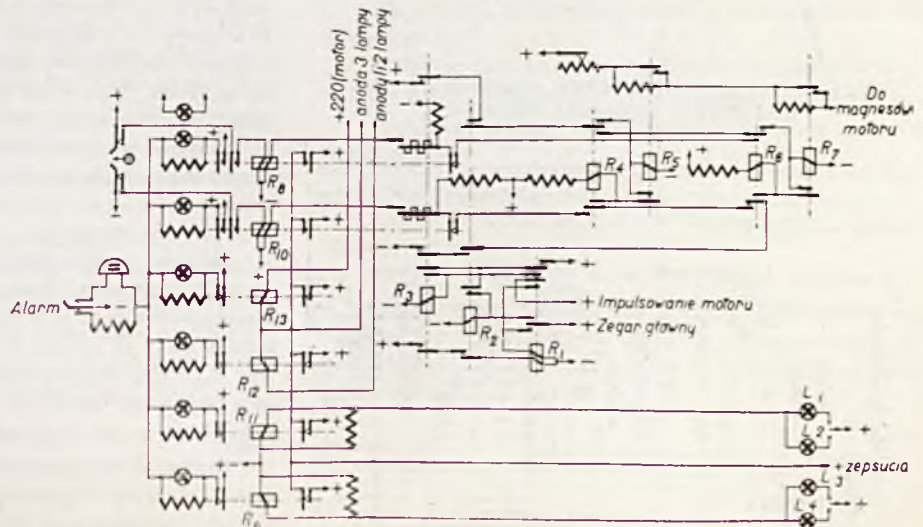 +220(motor)
anoda 3 lampy
anody 1 i 2 lampy
Do
magnesów
motoru
R8
R4
R5
R6
R7
R10
Alarm
R13
R3
R2
R1
+ Impulsowanie motoru
+ Zegar główny
R12
R11
L1
L2
+ zepsucia
L3
L4